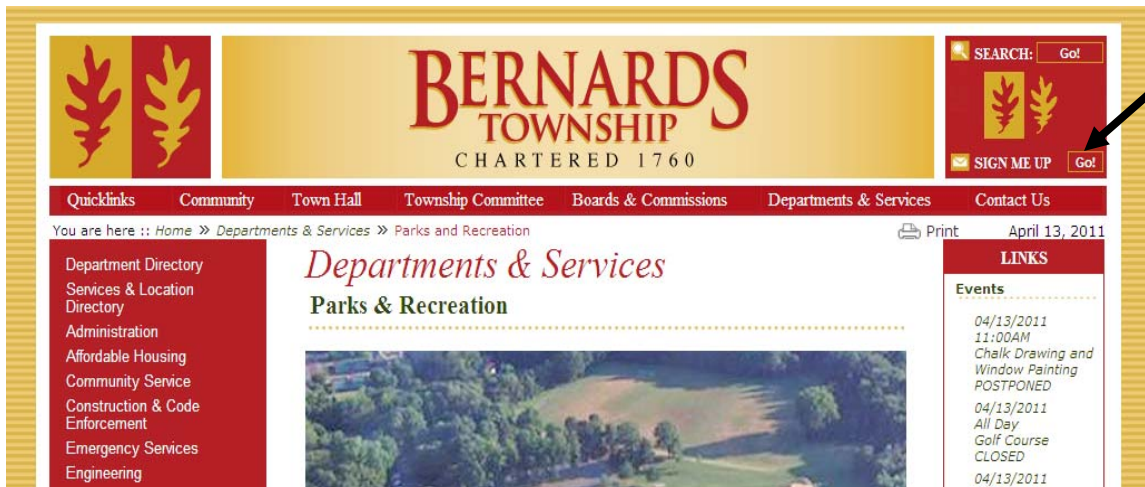 BERNARDS
TOWNSHIP
CHARTERED 1760
SEARCH: Go!
SIGN ME UP Go!
Quicklinks Community Town Hall Township Committee Boards & Commissions Departments & Services Contact Us
You are here :: Home » Departments & Services » Parks and Recreation
Print April 13, 2011
Department Directory
Services & Location
Directory
Administration
Affordable Housing
Community Service
Construction & Code
Enforcement
Emergency Services
Engineering
Departments & Services
Parks & Recreation
LINKS
Events
04/13/2011
11:00AM
Chalk Drawing and
Window Painting
POSTPONED
04/13/2011
All Day
Golf Course
CLOSED
04/13/2011